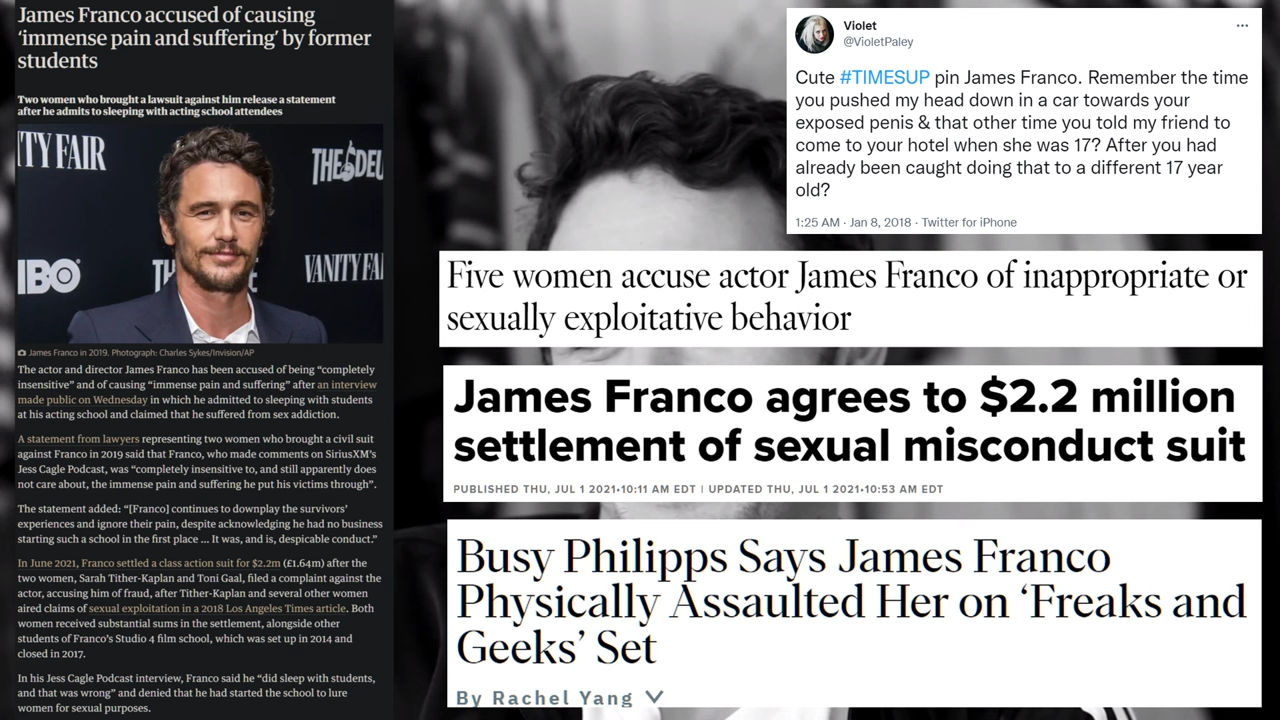 James Franco accused of causing
‘immense pain and suffering’ by former
students
Two women who brought a lawsuit against him release a statement
after he admits to sleeping with acting school attendees
ITY FAIR
THE DEU
HBO
TH
VANITY FAI
James Franco in 2019. Photograph: Charles Sykes/Invision/AP
The actor and director James Franco has been accused of being “completely
insensitive” and of causing “immense pain and suffering” after an interview
made public on Wednesday in which he admitted to sleeping with students
at his acting school and claimed that he suffered from sex addiction.
A statement from lawyers representing two women who brought a civil suit
against Franco in 2019 said that Franco, who made comments on SiriusXM’s
Jess Cagle Podcast, was “completely insensitive to, and still apparently does
not care about, the immense pain and suffering he put his victims through”.
The statement added: “[Franco] continues to downplay the survivors’
experiences and ignore their pain, despite acknowledging he had no business
starting such a school in the first place ... It was, and is, despicable conduct.”
In June 2021, Franco settled a class action suit for $2.2m (£1.64m) after the
two women, Sarah Tither-Kaplan and Toni Gaal, filed a complaint against the
actor, accusing him of fraud, after Tither-Kaplan and several other women
aired claims of sexual exploitation in a 2018 Los Angeles Times article. Both
women received substantial sums in the settlement, alongside other
students of Franco’s Studio 4 film school, which was set up in 2014 and
closed in 2017.
In his Jess Cagle Podcast interview, Franco said he “did sleep with students,
and that was wrong” and denied that he had started the school to lure
women for sexual purposes.
Violet
@VioletPaley
Cute #TIMESUP pin James Franco. Remember the time
you pushed my head down in a car towards your
exposed penis & that other time you told my friend to
come to your hotel when she was 17? After you had
already been caught doing that to a different 17 year
old?
1:25 AM · Jan 8, 2018 · Twitter for iPhone
Five women accuse actor James Franco of inappropriate or
sexually exploitative behavior
James Franco agrees to $2.2 million
settlement of sexual misconduct suit
PUBLISHED THU, JUL 1 2021•10:11 AM EDT | UPDATED THU, JUL 1 2021•10:53 AM EDT
Busy Philipps Says James Franco
Physically Assaulted Her on ‘Freaks and
Geeks’ Set
By Rachel Yang